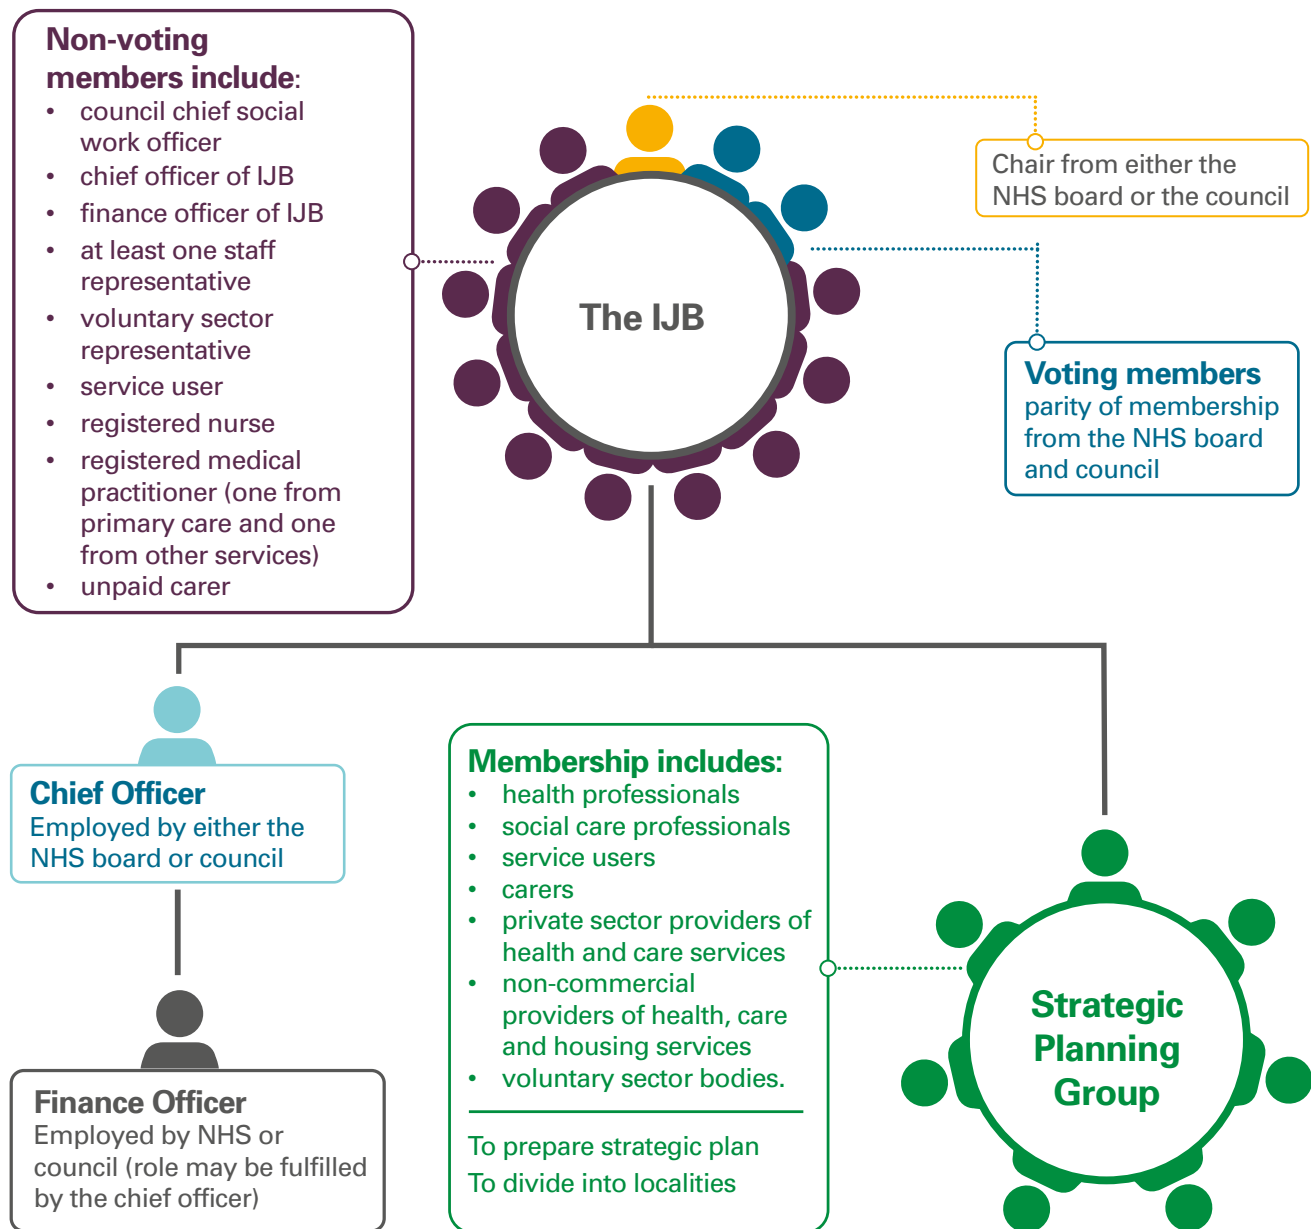 Non-voting
members include:
• council chief social
work officer
• chief officer of IJB
• finance officer of IJB
• at least one staff
representative
• voluntary sector
representative
• service user
• registered nurse
• registered medical
practitioner (one from
primary care and one
from other services)
• unpaid carer
The IJB
Chair from either the
NHS board or the council
Voting members
parity of membership
from the NHS board
and council
Chief Officer
Employed by either the
NHS board or council
Finance Officer
Employed by NHS or
council (role may be fulfilled
by the chief officer)
Membership includes:
• health professionals
• social care professionals
• service users
• carers
• private sector providers of
health and care services
• non-commercial
providers of health, care
and housing services
• voluntary sector bodies.
To prepare strategic plan
To divide into localities
Strategic
Planning
Group